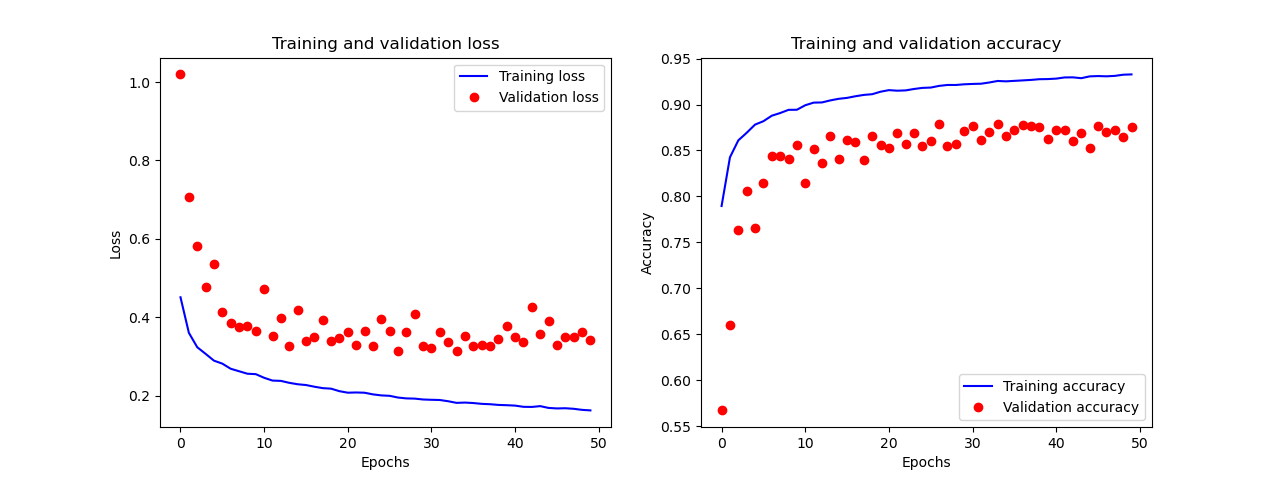 Training and validation loss
Training loss
Validation loss
1.0
0.8
0.6
0.4
0.2
Loss
0
10
20
30
40
50
Epochs
Training and validation accuracy
0.95
0.90
0.85
0.80
0.75
0.70
0.65
0.60
0.55
Accuracy
Training accuracy
Validation accuracy
0
10
20
30
40
50
Epochs